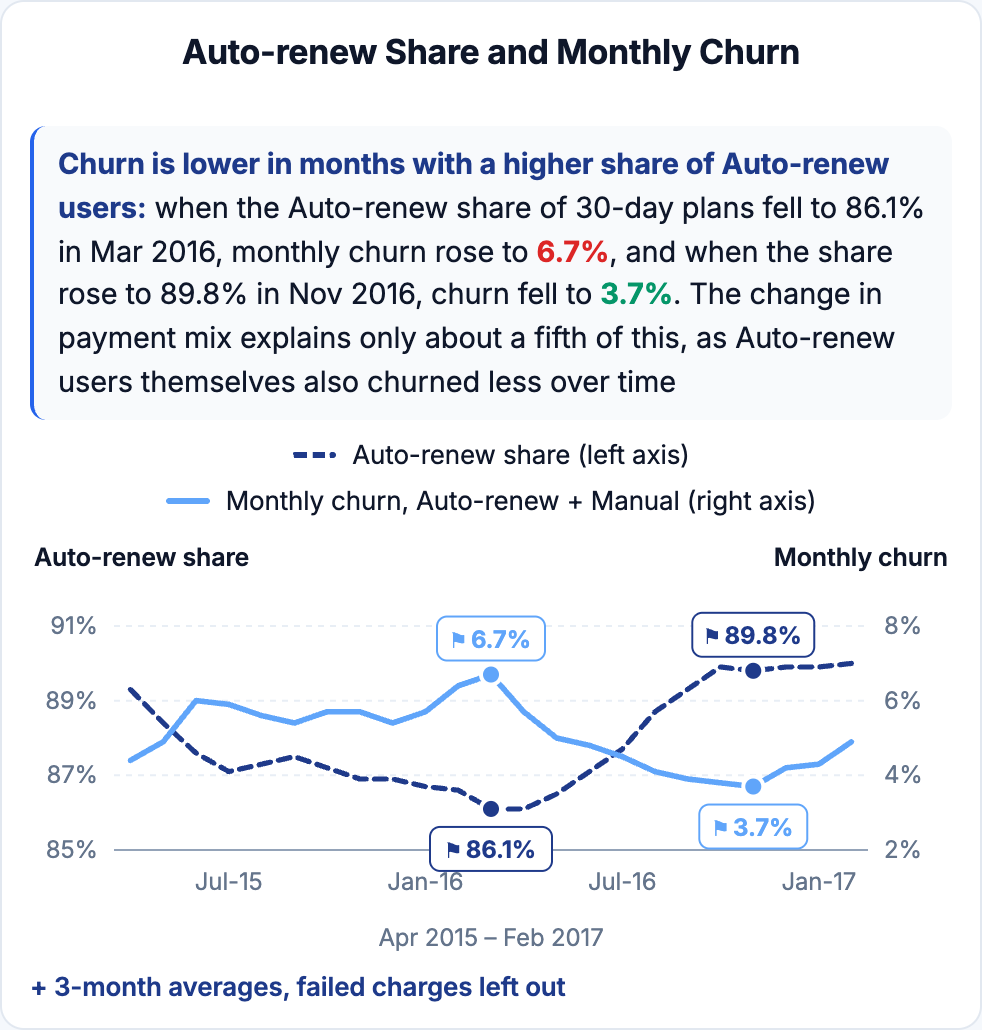 Auto-renew Share and Monthly Churn
Churn is lower in months with a higher share of Auto-renew
users: when the Auto-renew share of 30-day plans fell to 86.1%
in Mar 2016, monthly churn rose to 6.7%, and when the share
rose to 89.8% in Nov 2016, churn fell to 3.7%. The change in
payment mix explains only about a fifth of this, as Auto-renew
users themselves also churned less over time
Auto-renew share (left axis)
Monthly churn, Auto-renew + Manual (right axis)
Auto-renew share Monthly churn
91% 8%
⚑ 6.7% ⚑ 89.8%
89% 6%
87% 4%
⚑ 3.7%
85% 2%
⚑ 86.1%
Jul-15 Jan-16 Jul-16 Jan-17
Apr 2015 – Feb 2017
+ 3-month averages, failed charges left out